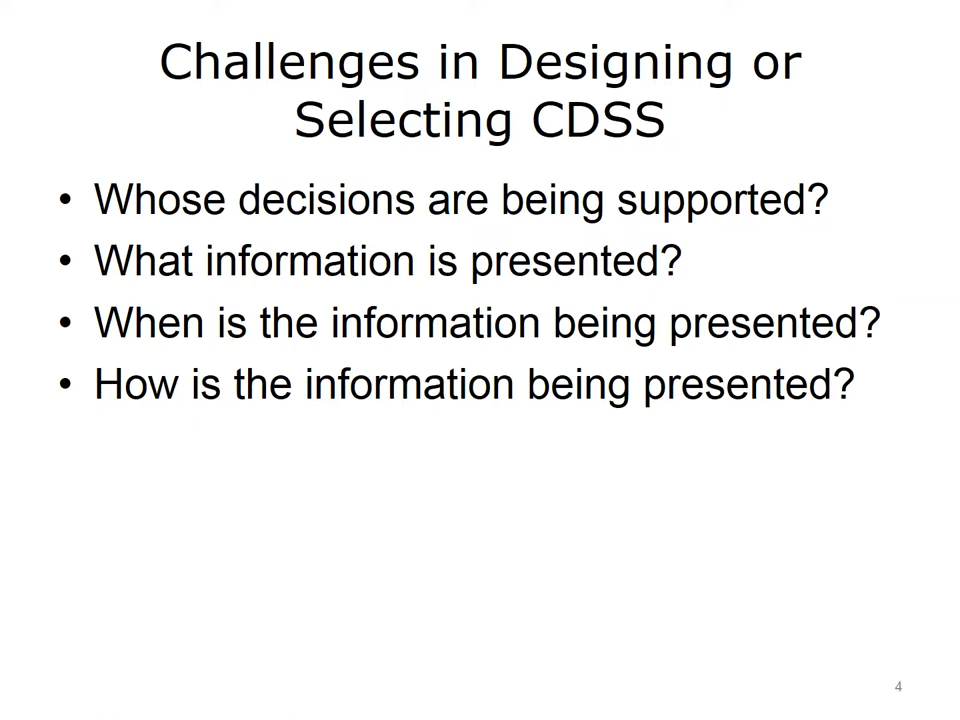 Challenges in Designing or
Selecting CDSS
• Whose decisions are being supported?
• What information is presented?
• When is the information being presented?
• How is the information being presented?
4